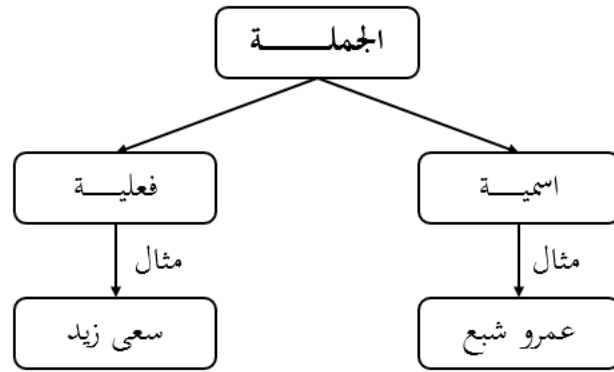 الجملة
اسمية
فعلية
مثال
مثال
عمرو شبع
سعى زيد